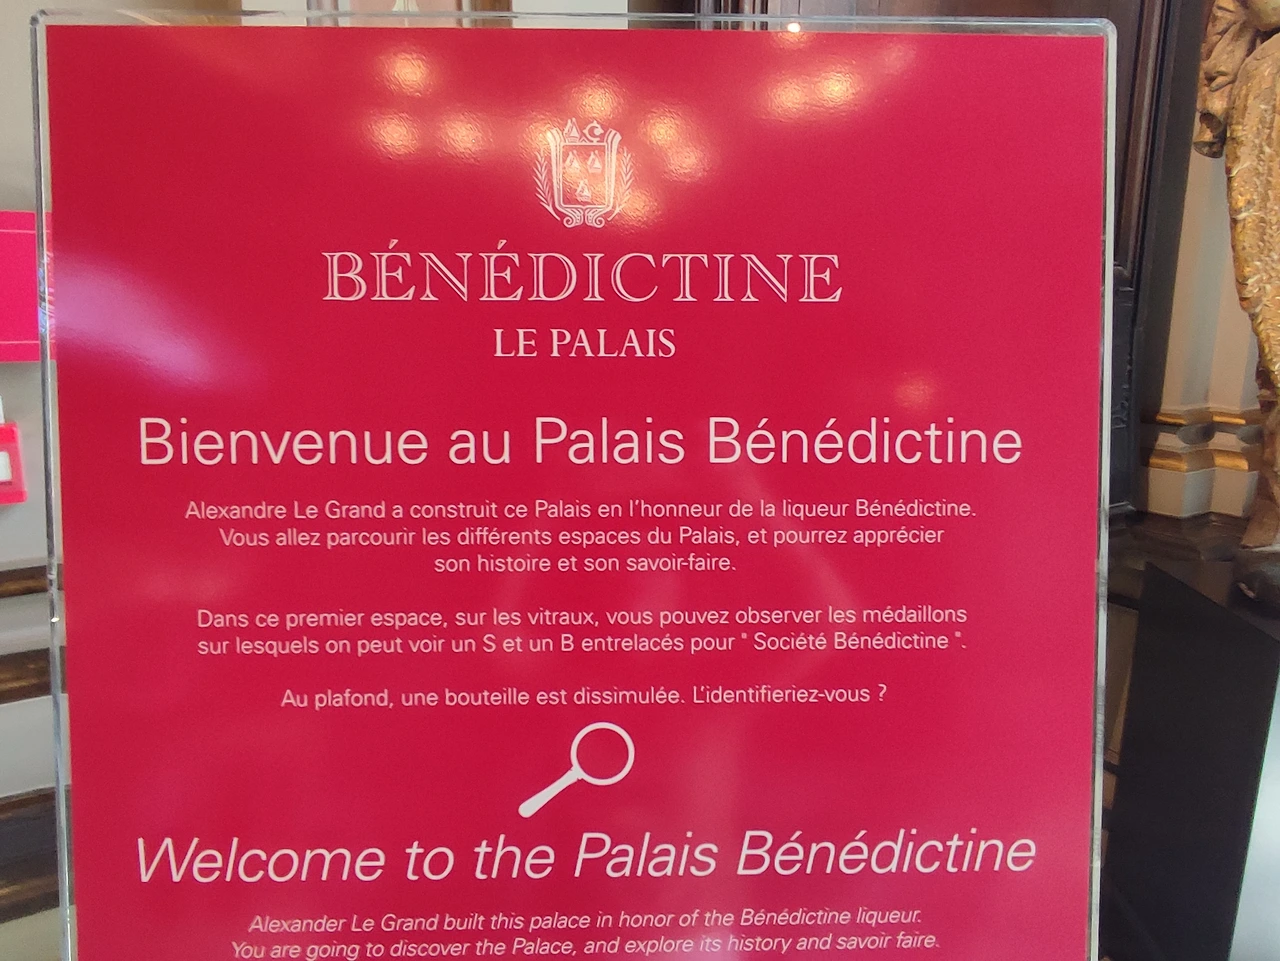 BÉNÉDICTINE
LE PALAIS
Bienvenue au Palais Bénédictine
Alexandre Le Grand a construit ce Palais en l'honneur de la liqueur Bénédictine.
Vous allez parcourir les différents espaces du Palais, et pourrez apprécier
son histoire et son savoir-faire.
Dans ce premier espace, sur les vitraux, vous pouvez observer les médaillons
sur lesquels on peut voir un S et un B entrelacés pour " Société Bénédictine ".
Au plafond, une bouteille est dissimulée. L'identifieriez-vous ?
Welcome to the Palais Bénédictine
Alexander Le Grand built this palace in honor of the Bénédictine liqueur.
You are going to discover the Palace, and explore its history and savoir faire.